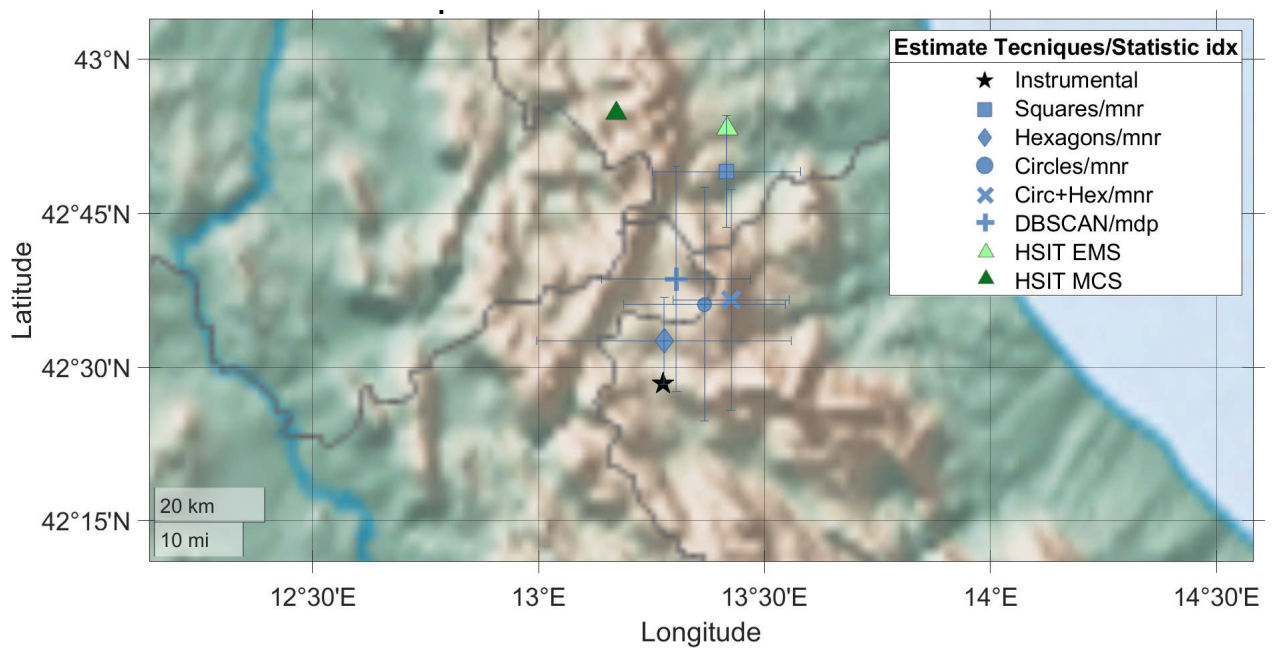 Estimate Tecniques/Statistic idx
Instrumental
Squares/mnr
Hexagons/mnr
Circles/mnr
Circ+Hex/mnr
DBSCAN/mdp
HSIT EMS
HSIT MCS
43°N
42°45'N
42°30'N
42°15'N
Latitude
20 km
10 mi
12°30'E
13°E
13°30'E
14°E
14°30'E
Longitude